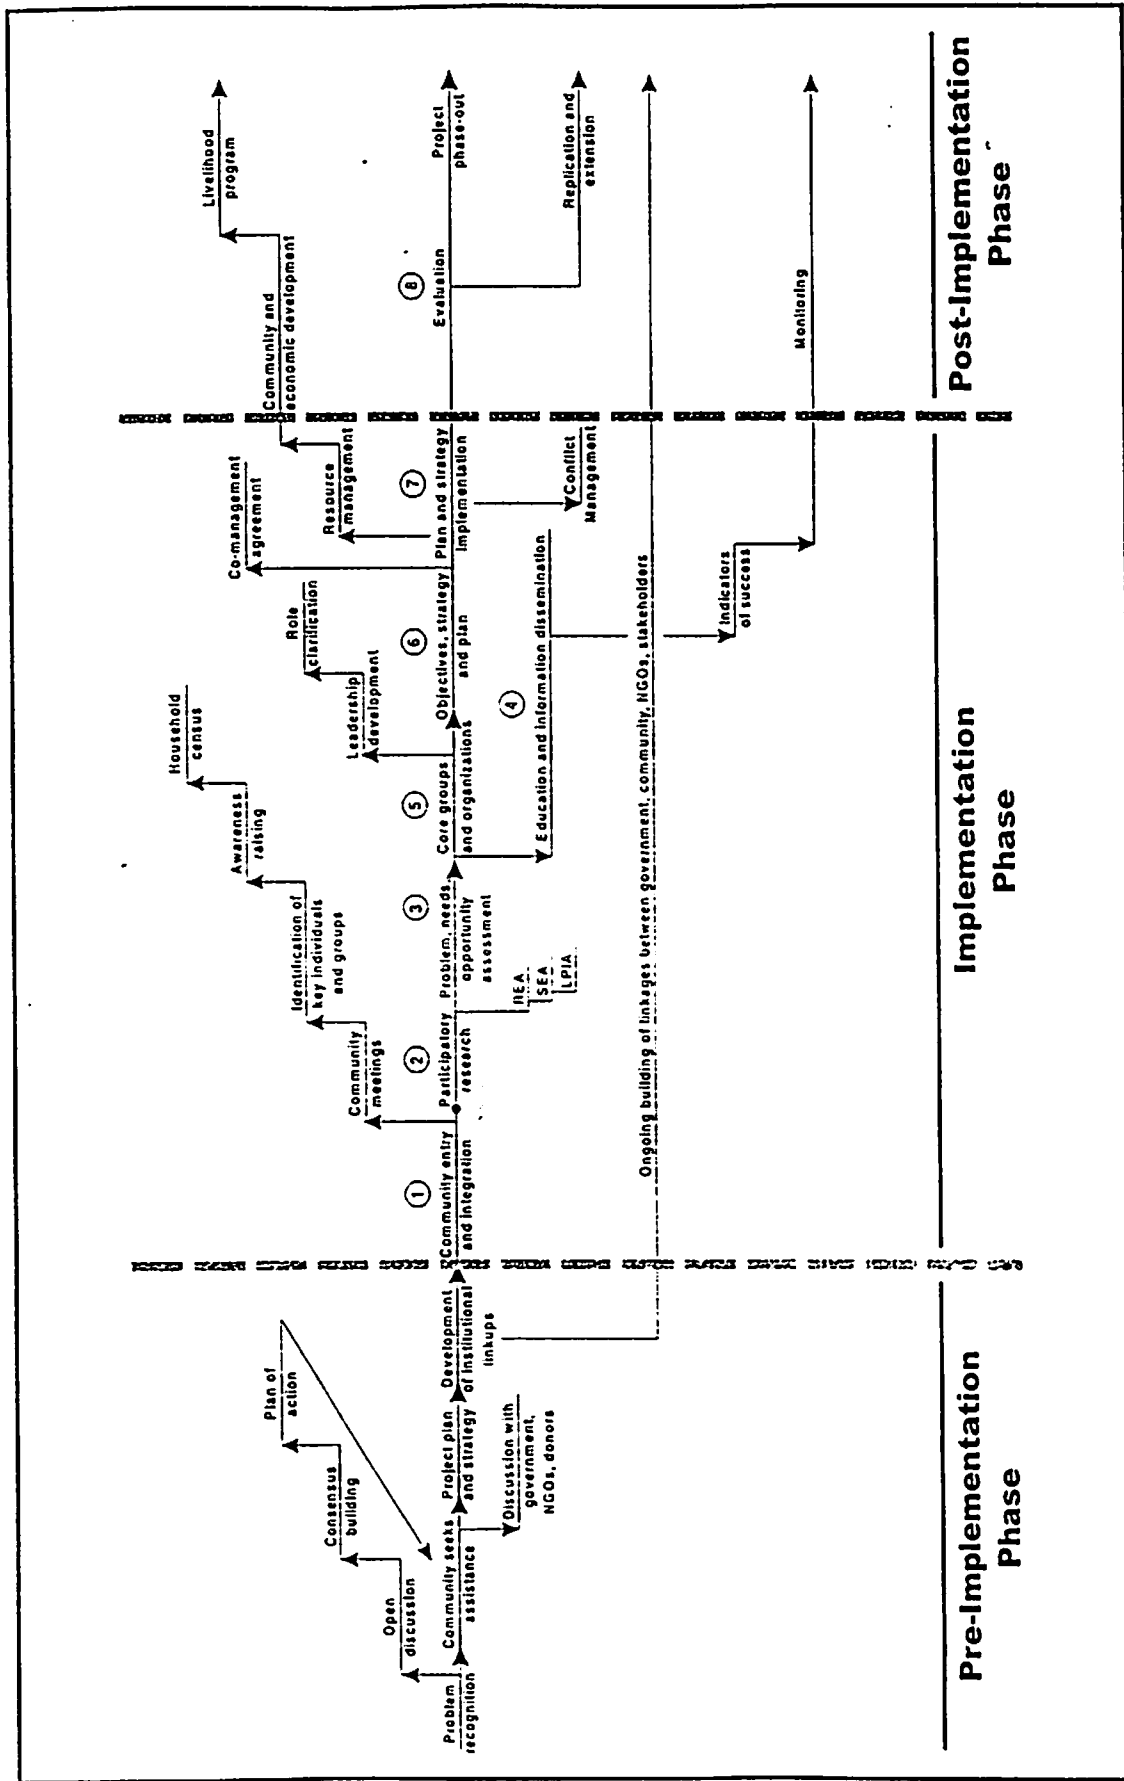 Problem
recognition
Open
discussion
Consensus
building
Plan of
action
Community seeks
assistance
Discussion with
government,
NGOs, donors
Project plan
and strategy
Development
of institutional
linkups
Pre-Implementation
Phase
1
Community entry
and integration
Community
meetings
Identification of
key individuals
and groups
Awareness
raising
Household
census
2
Participatory
research
REA
SEA
LPIA
3
Problem, needs,
opportunity
assessment
4
Education and information dissemination
5
Core groups
and organizations
Leadership
development
Role
clarification
6
Objectives, strategy
and plan
Co-management
agreement
7
Plan and strategy
implementation
Resource
management
Conflict
Management
Indicators
of success
Ongoing building of linkages between government, community, NGOs, stakeholders
Implementation
Phase
Community and
economic development
Livelihood
program
8
Evaluation
Project
phase-out
Replication and
extension
Monitoring
Post-Implementation
Phase